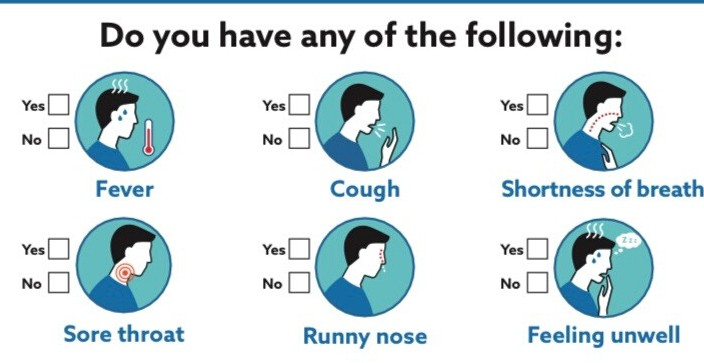 Do you have any of the following:
Yes
No
Fever
Yes
No
Cough
Yes
No
Shortness of breath
Yes
No
Sore throat
Yes
No
Runny nose
Yes
No
Zzz
Feeling unwell